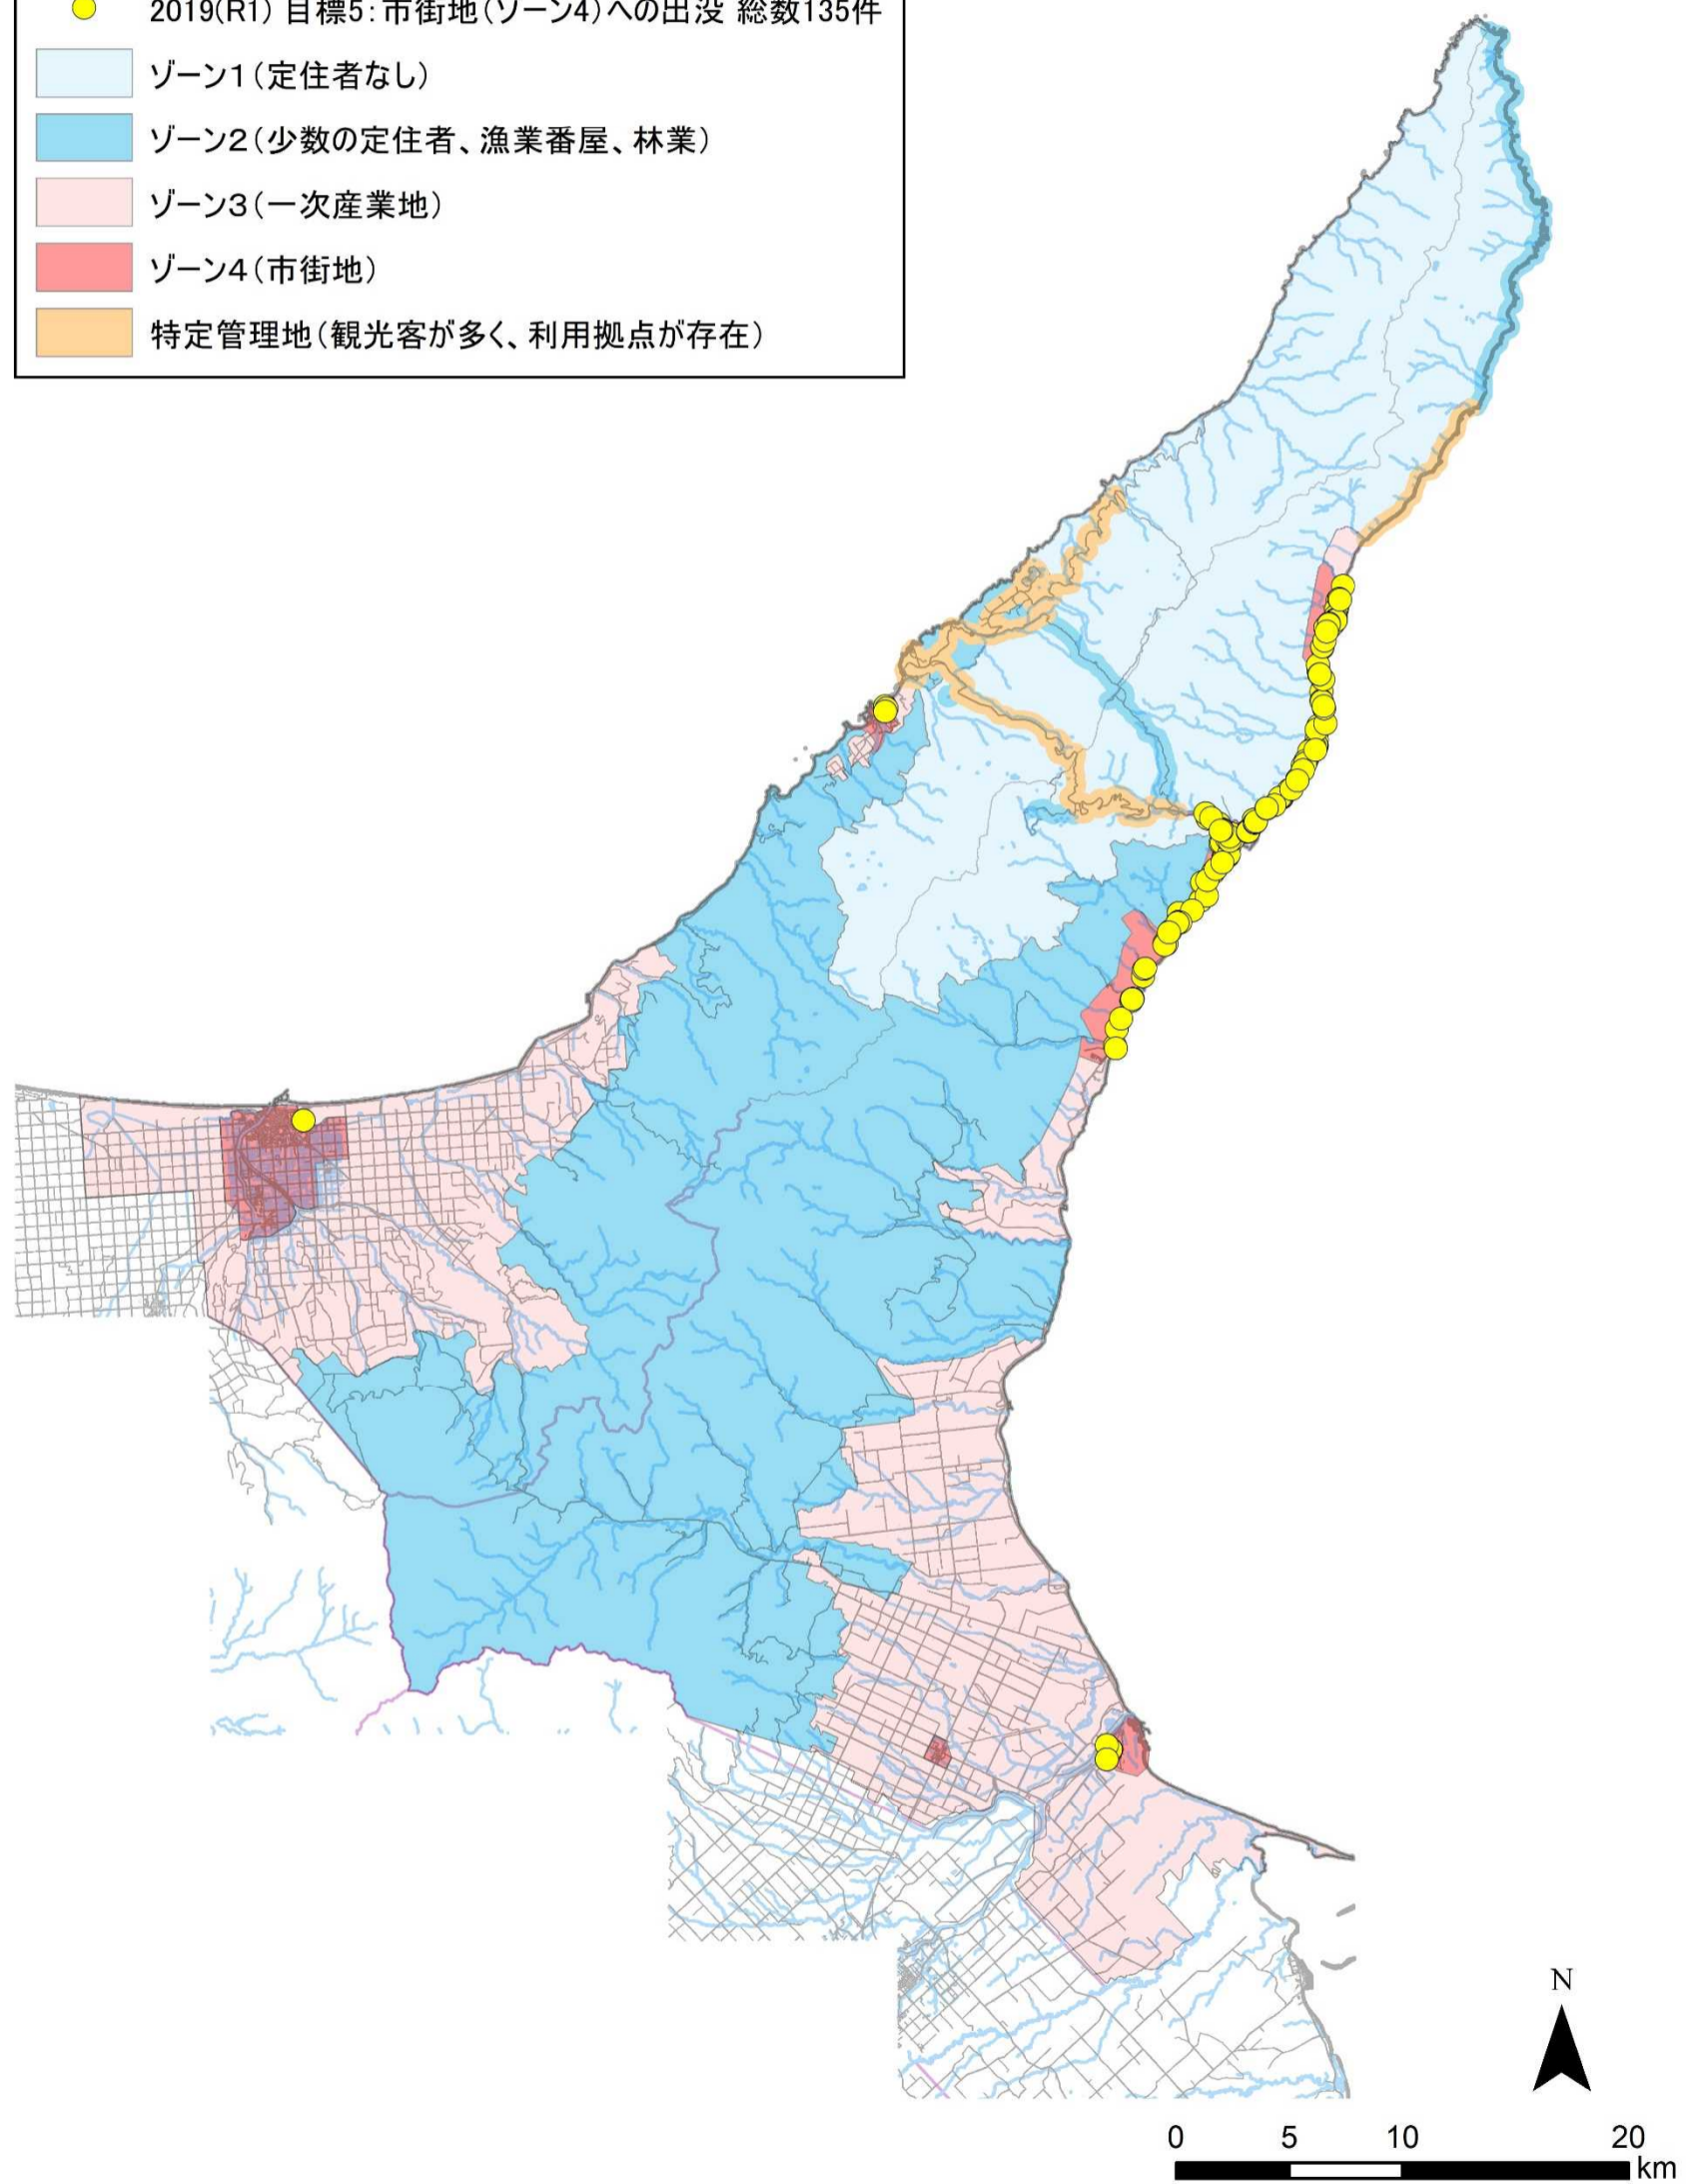 2019(R1) 目標5:市街地(ゾーン4)への出没 総数135件
ゾーン1(定住者なし)
ゾーン2(少数の定住者、漁業番屋、林業)
ゾーン3(一次産業地)
ゾーン4(市街地)
特定管理地(観光客が多く、利用拠点が存在)
N
0 5 10 20
km